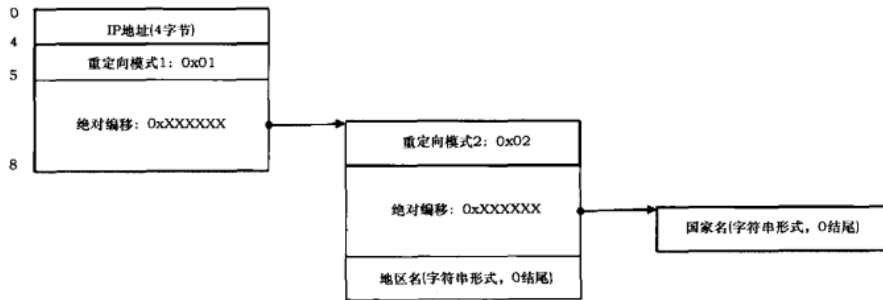 0
IP地址(4字节)
4
重定向模式1: 0x01
5
绝对编移: 0xXXXXXX
8
重定向模式2: 0x02
绝对编移: 0xXXXXXX
地区名(字符串形式, 0结尾)
国家名(字符串形式, 0结尾)